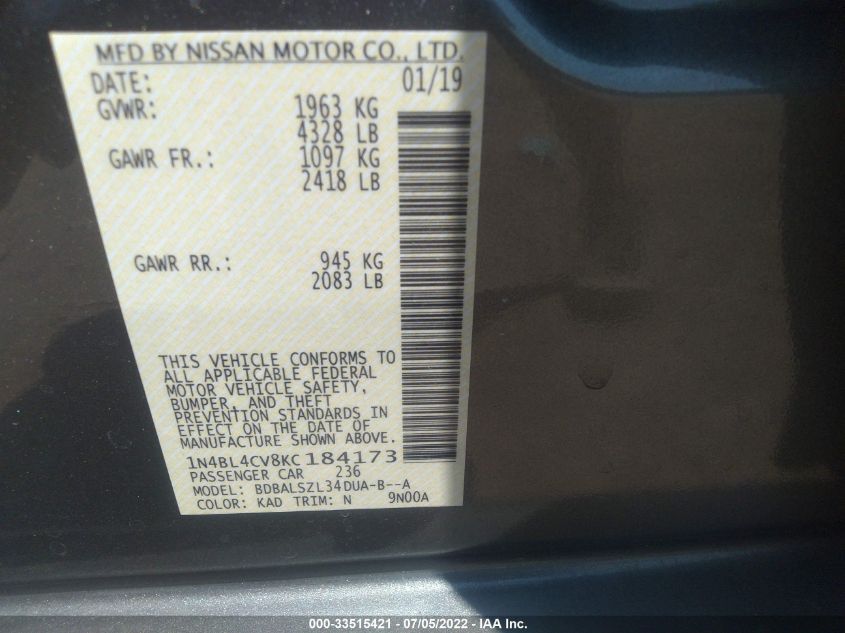 MFD BY NISSAN MOTOR CO., LTD.
DATE: 01/19
GVWR: 1963 KG
4328 LB
GAWR FR.: 1097 KG
2418 LB
GAWR RR.: 945 KG
2083 LB
THIS VEHICLE CONFORMS TO
ALL APPLICABLE FEDERAL
MOTOR VEHICLE SAFETY,
BUMPER, AND THEFT
PREVENTION STANDARDS IN
EFFECT ON THE DATE OF
MANUFACTURE SHOWN ABOVE.
1N4BL4CV8KC184173
PASSENGER CAR 236
MODEL: BDBALSZL34DUA-B--A
COLOR: KAD TRIM: N 9N00A
000-33515421 - 07/05/2022 - IAA Inc.